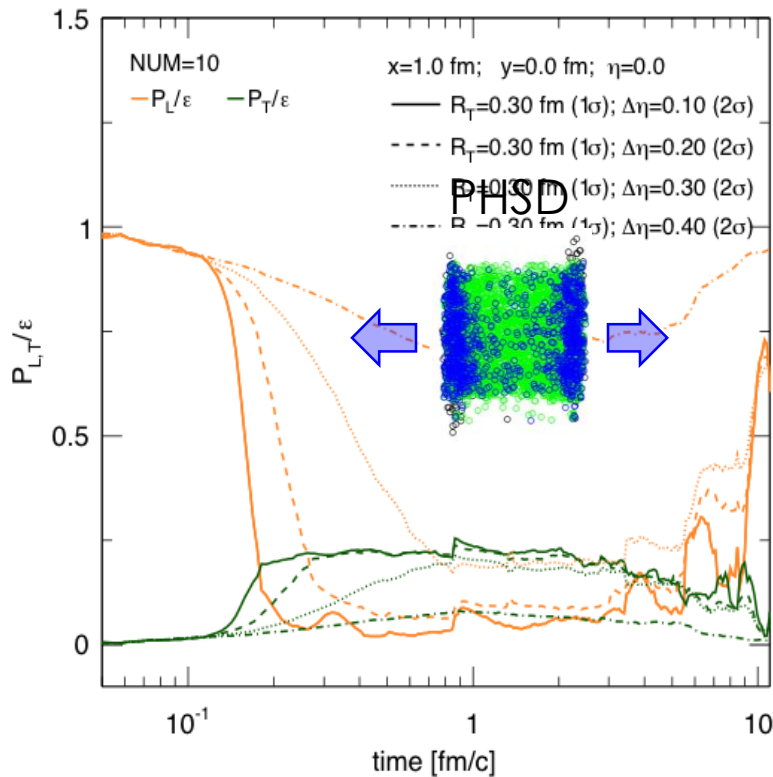 1.5
NUM=10
P_L/ε P_T/ε
x=1.0 fm; y=0.0 fm; η=0.0
R_T=0.30 fm (1σ); Δη=0.10 (2σ)
R_T=0.30 fm (1σ); Δη=0.20 (2σ)
0.30 fm (1σ); Δη=0.30 (2σ)
PHSD
R =0.30 fm (1σ); Δη=0.40 (2σ)
1
P_{L,T}/ε
0.5
0
10^{-1} 1 10
time [fm/c]